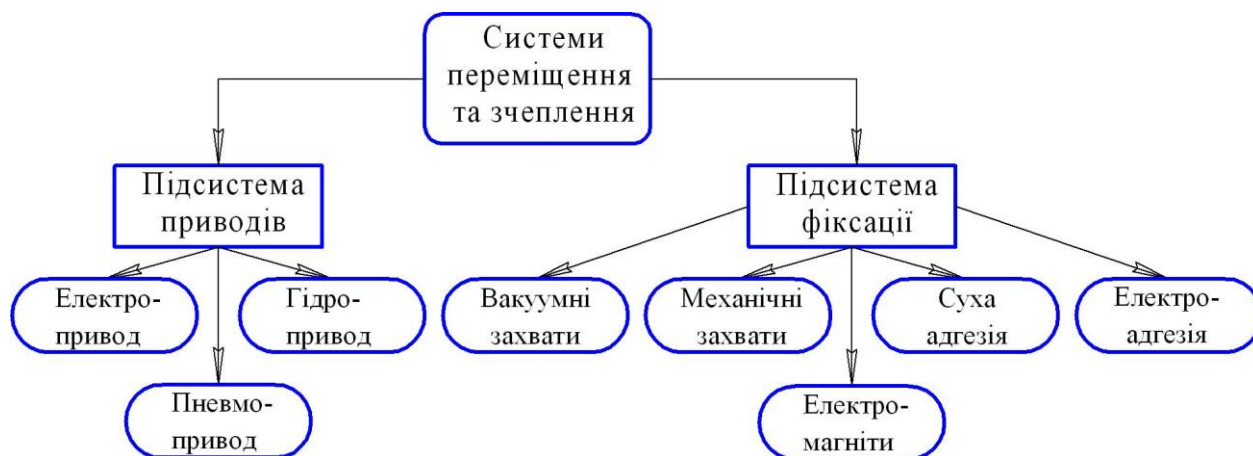 Системи
переміщення
та зчеплення
Підсистема
приводів
Підсистема
фіксації
Електро-
привод
Гідро-
привод
Вакуумні
захвати
Механічні
захвати
Суха
адгезія
Електро-
адгезія
Пневмо-
привод
Електро-
магніти